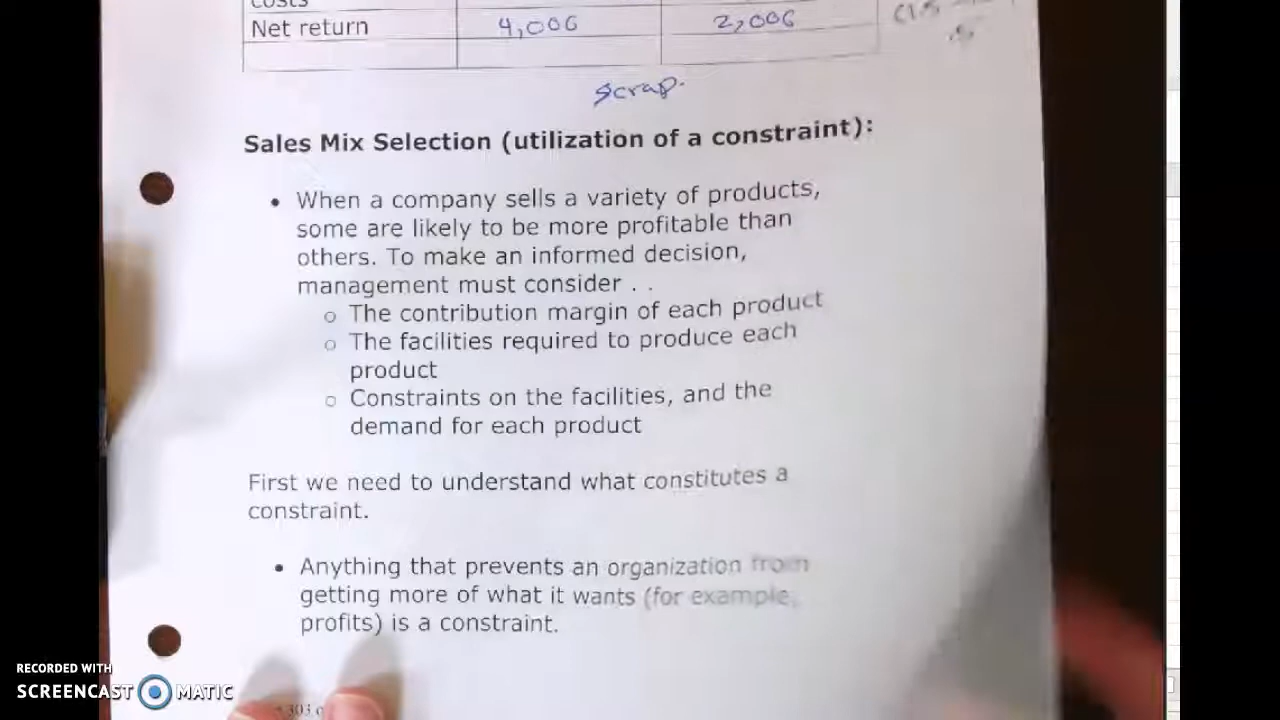 costs
Net return 4,000 2,000
scrap.
Sales Mix Selection (utilization of a constraint):
• When a company sells a variety of products,
some are likely to be more profitable than
others. To make an informed decision,
management must consider . .
o The contribution margin of each product
o The facilities required to produce each
product
o Constraints on the facilities, and the
demand for each product
First we need to understand what constitutes a
constraint.
• Anything that prevents an organization from
getting more of what it wants (for example,
profits) is a constraint.
RECORDED WITH
SCREENCAST MATIC